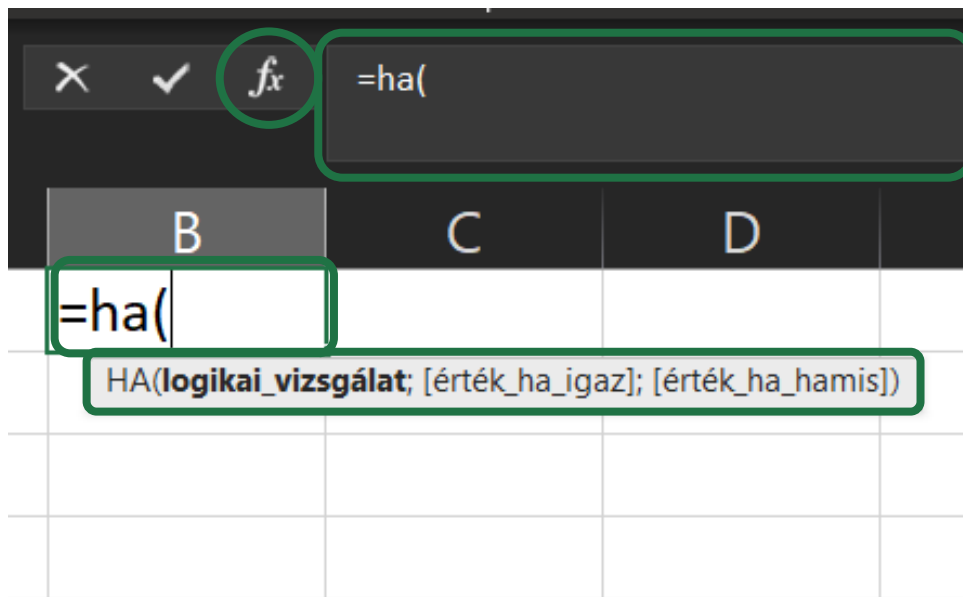 fx =ha(
B C D
=ha(
HA(logikai_vizsgálat; [érték_ha_igaz]; [érték_ha_hamis])